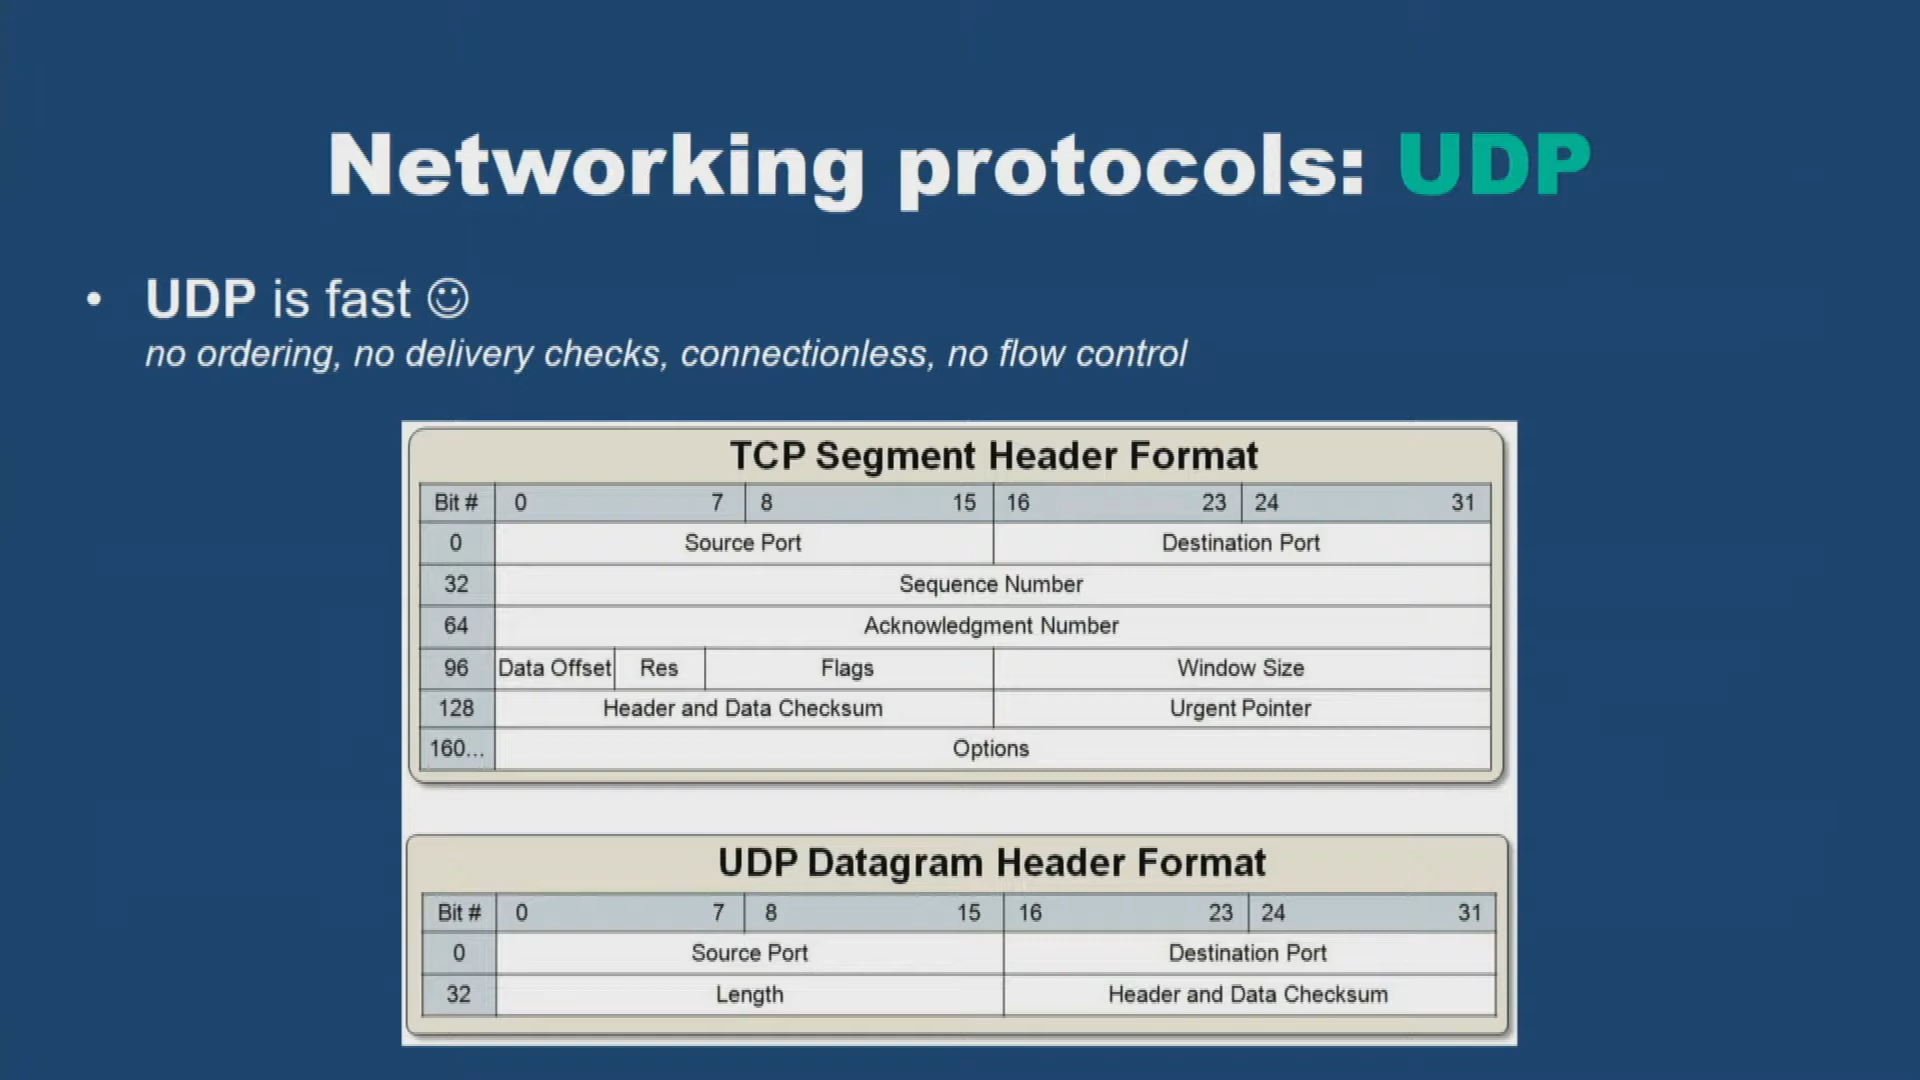 Networking protocols: UDP
• UDP is fast ☺
no ordering, no delivery checks, connectionless, no flow control
TCP Segment Header Format
Bit # 0 7 8 15 16 23 24 31
0 Source Port Destination Port
32 Sequence Number
64 Acknowledgment Number
96 Data Offset Res Flags Window Size
128 Header and Data Checksum Urgent Pointer
160... Options
UDP Datagram Header Format
Bit # 0 7 8 15 16 23 24 31
0 Source Port Destination Port
32 Length Header and Data Checksum